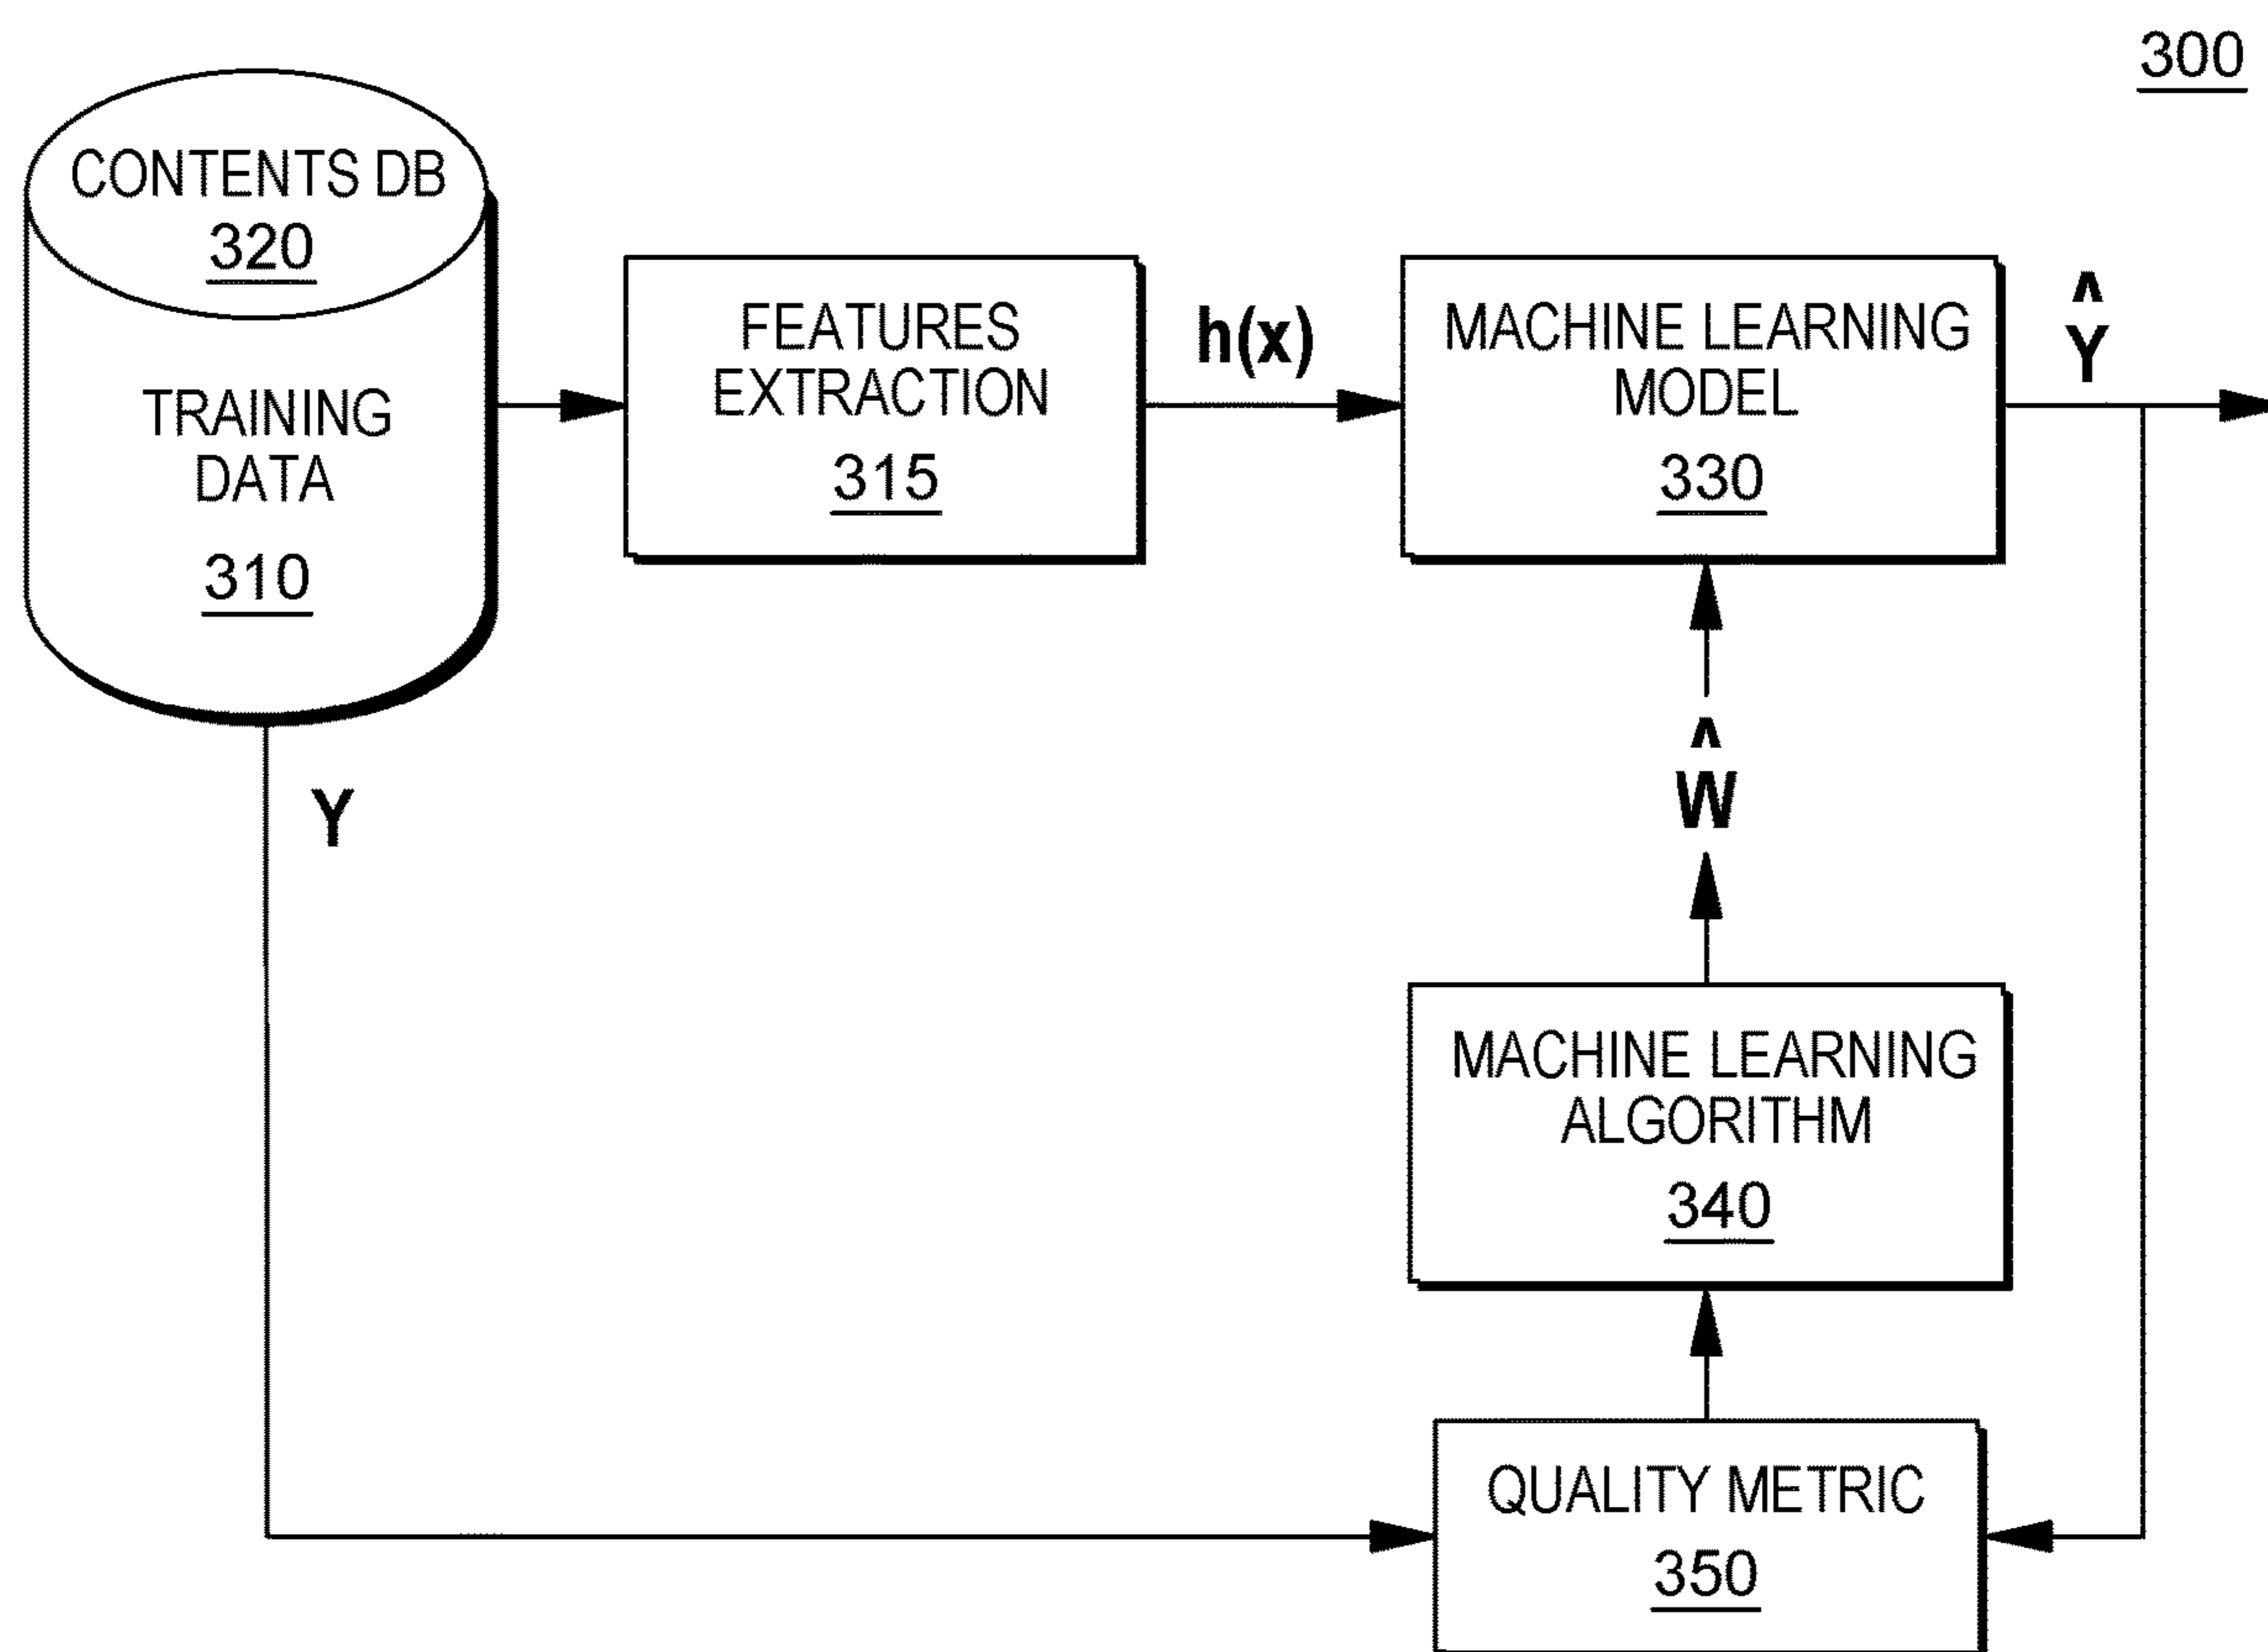 300
CONTENTS DB
320
TRAINING
DATA
310
FEATURES
EXTRACTION
315
h(x)
MACHINE LEARNING
MODEL
330
Ŷ
Y
Ŵ
MACHINE LEARNING
ALGORITHM
340
QUALITY METRIC
350